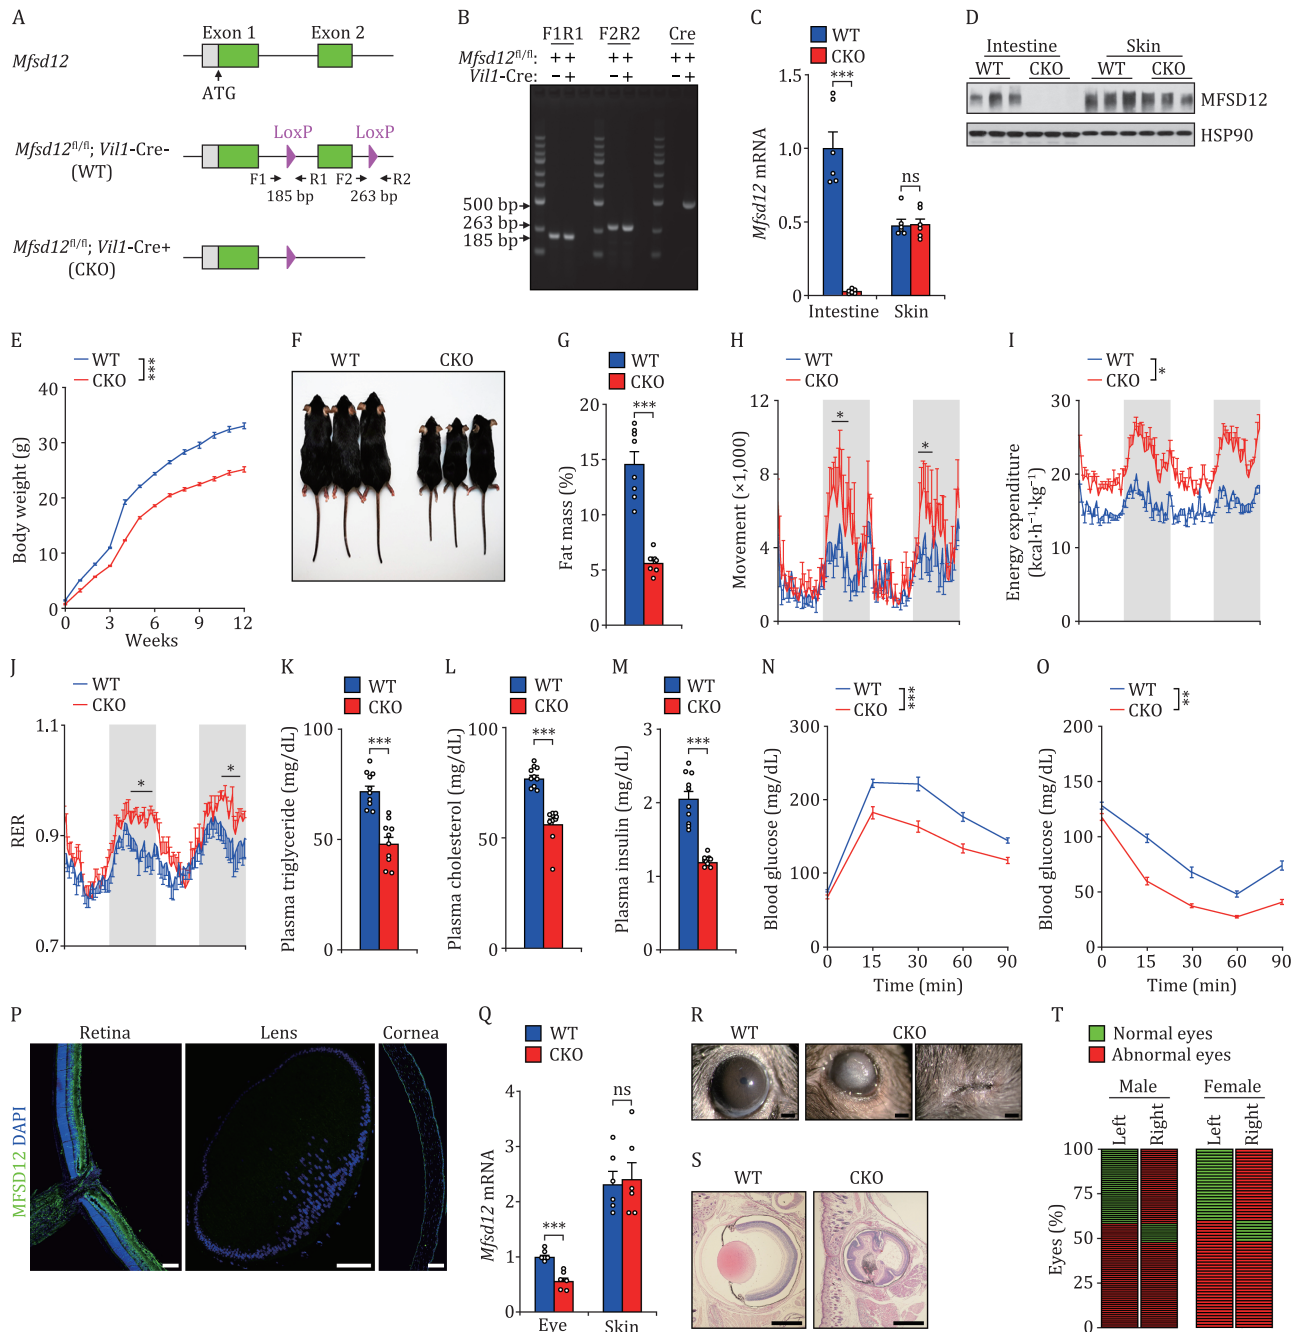 A
Exon 1 Exon 2
Mfsd12
ATG
LoxP LoxP
Mfsd12fl/fl; Vil1-Cre-
(WT)
F1 R1 F2 R2
185 bp 263 bp
Mfsd12fl/fl; Vil1-Cre+
(CKO)
B
F1R1 F2R2 Cre
Mfsd12fl/fl: + + + + + +
Vil1-Cre: − + − + − +
500 bp
263 bp
185 bp
C
WT
CKO
Mfsd12 mRNA
1.5
1.0
0.5
0
***
ns
Intestine Skin
D
Intestine Skin
WT CKO WT CKO
MFSD12
HSP90
E
WT
CKO
***
Body weight (g)
40
30
20
10
0
0 3 6 9 12
Weeks
F
WT CKO
G
WT
CKO
***
Fat mass (%)
20
15
10
5
0
H
WT
CKO
Movement (×1,000)
12
8
4
0
* *
I
WT
CKO
*
Energy expenditure
(kcal·h⁻¹·kg⁻¹)
30
20
10
0
J
WT
CKO
RER
1.1
0.9
0.7
* *
K
WT
CKO
***
Plasma triglyceride (mg/dL)
100
50
0
L
WT
CKO
***
Plasma cholesterol (mg/dL)
100
50
0
M
WT
CKO
***
Plasma insulin (mg/dL)
3
2
1
0
N
WT
CKO
***
Blood glucose (mg/dL)
300
200
100
0
0 15 30 60 90
Time (min)
O
WT
CKO
**
Blood glucose (mg/dL)
200
150
100
50
0
0 15 30 60 90
Time (min)
P
Retina Lens Cornea
MFSD12 DAPI
Q
WT
CKO
Mfsd12 mRNA
4
3
2
1
0
***
ns
Eye Skin
R
WT CKO
S
WT CKO
T
Normal eyes
Abnormal eyes
Male Female
Left Right Left Right
Eyes (%)
100
75
50
25
0